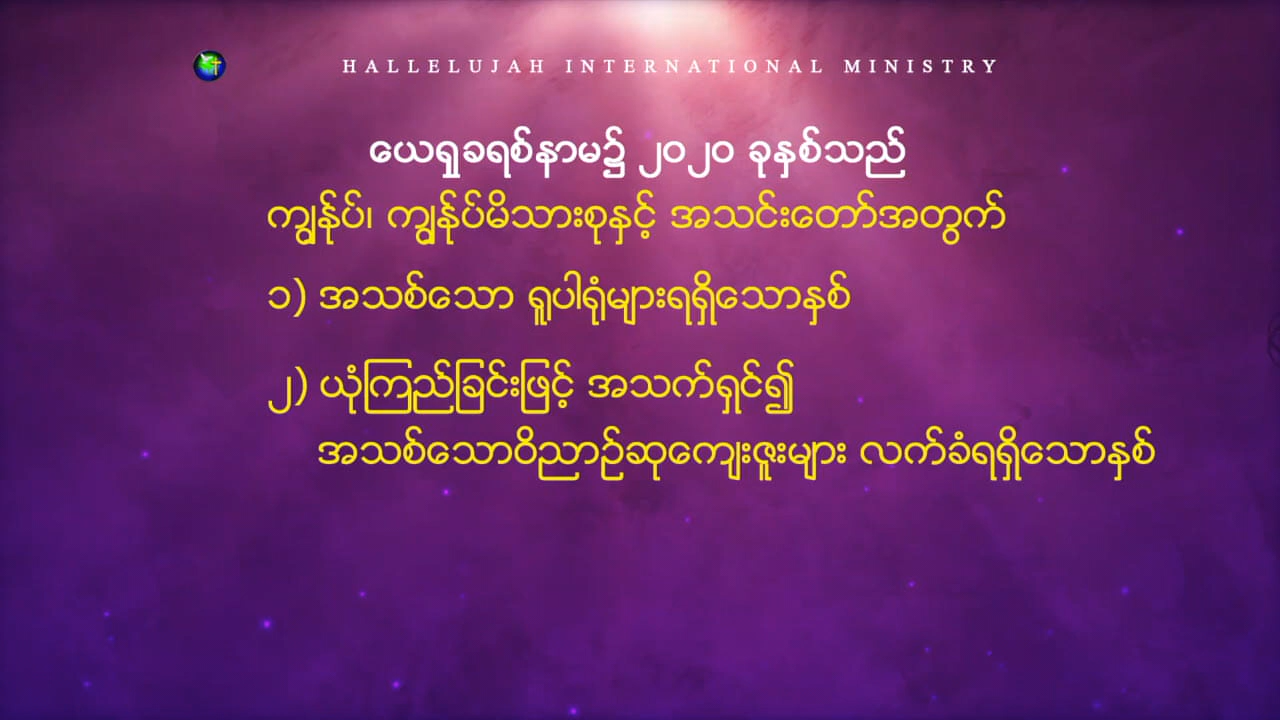 HALLELUJAH INTERNATIONAL MINISTRY
ယေရှုခရစ်နာမ၌ ၂၀၂၀ ခုနှစ်သည်
ကျွန်ုပ်၊ ကျွန်ုပ်မိသားစုနှင့် အသင်းတော်အတွက်
၁) အသစ်သော ရူပါရုံများရရှိသောနှစ်
၂) ယုံကြည်ခြင်းဖြင့် အသက်ရှင်၍
အသစ်သောဝိညာဉ်ဆုကျေးဇူးများ လက်ခံရရှိသောနှစ်